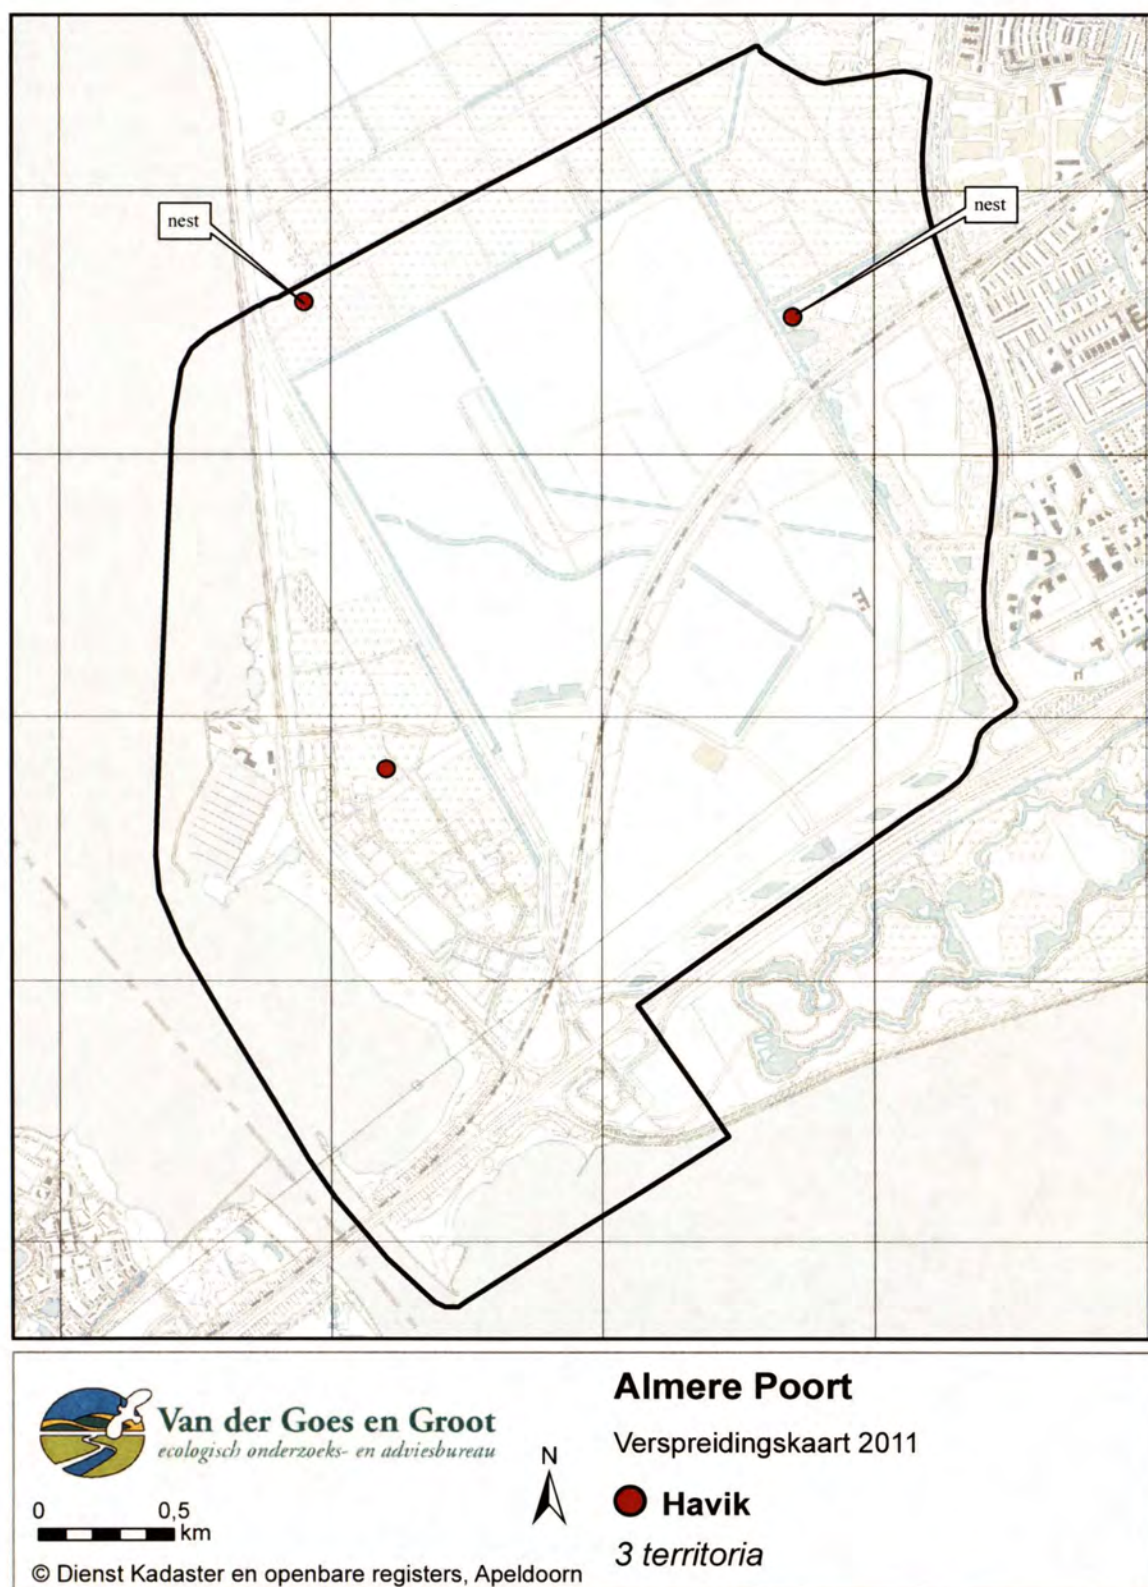 nest
nest
Van der Goes en Groot
ecologisch onderzoeks- en adviesbureau
N
0 0,5
km
© Dienst Kadaster en openbare registers, Apeldoorn
Almere Poort
Verspreidingskaart 2011
Havik
3 territoria